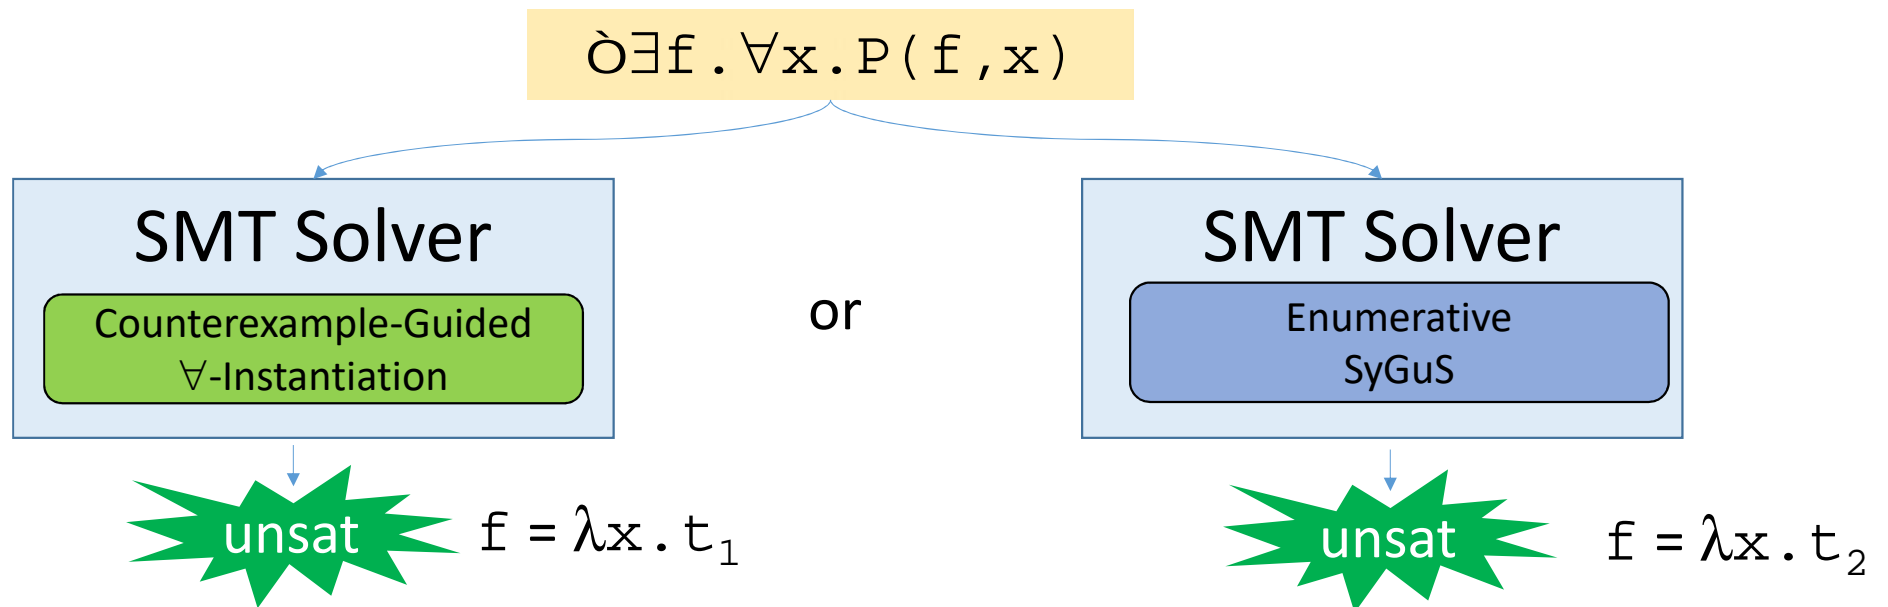 Ò∃f.∀x.P(f,x)
SMT Solver
Counterexample-Guided
∀-Instantiation
or
SMT Solver
Enumerative
SyGuS
unsat
f = λx.t₁
unsat
f = λx.t₂